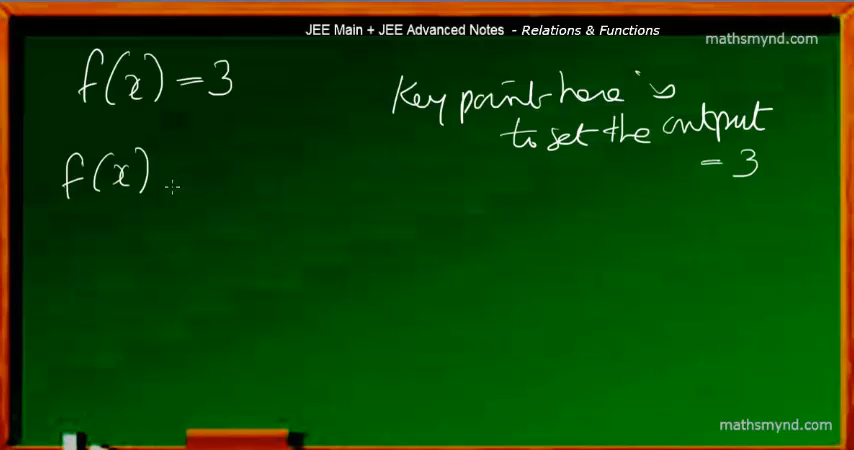 JEE Main + JEE Advanced Notes - Relations & Functions
mathsmynd.com
f(x) = 3
Key point here is
to set the output
= 3
f(x)
mathsmynd.com